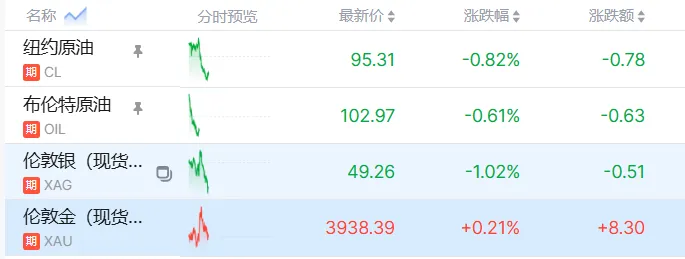 名称 分时预览 最新价 涨跌幅 涨跌额
纽约原油 95.31 -0.82% -0.78
期 CL
布伦特原油 102.97 -0.61% -0.63
期 OIL
伦敦银（现货... 49.26 -1.02% -0.51
期 XAG
伦敦金（现货... 3938.39 +0.21% +8.30
期 XAU